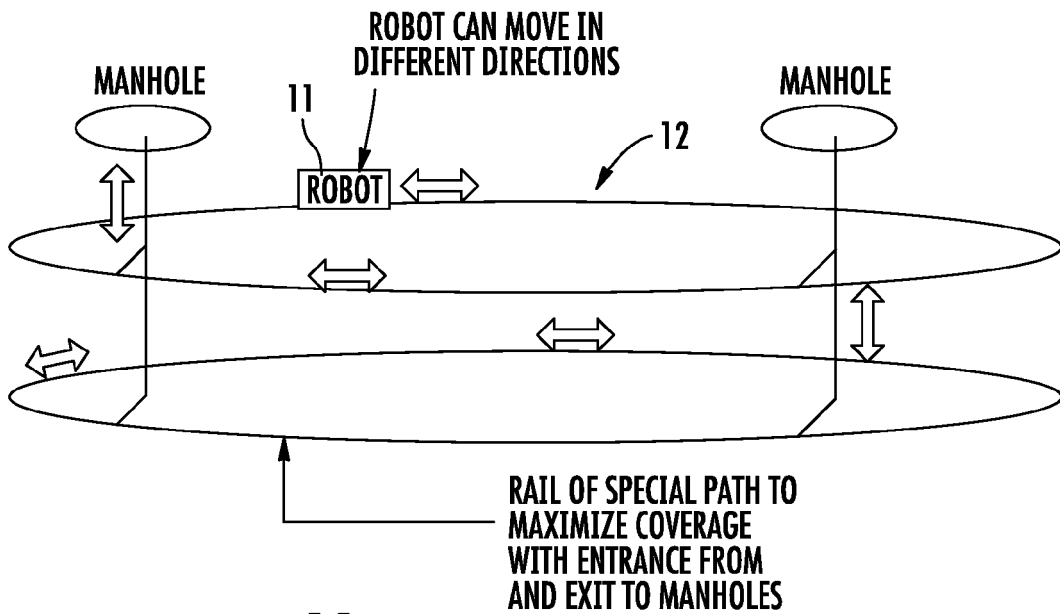 ROBOT CAN MOVE IN
DIFFERENT DIRECTIONS
MANHOLE
MANHOLE
11
12
ROBOT
RAIL OF SPECIAL PATH TO
MAXIMIZE COVERAGE
WITH ENTRANCE FROM
AND EXIT TO MANHOLES